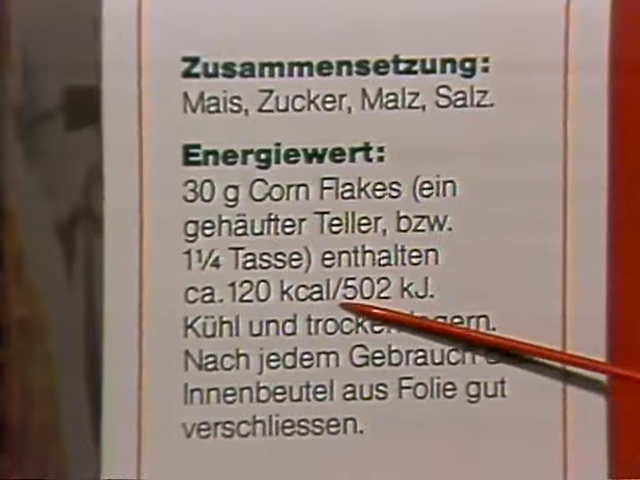 Zusammensetzung:
Mais, Zucker, Malz, Salz.
Energiewert:
30 g Corn Flakes (ein
gehäufter Teller, bzw.
1¼ Tasse) enthalten
ca. 120 kcal/502 kJ.
Kühl und trocken lagern.
Nach jedem Gebrauch
Innenbeutel aus Folie gut
verschliessen.